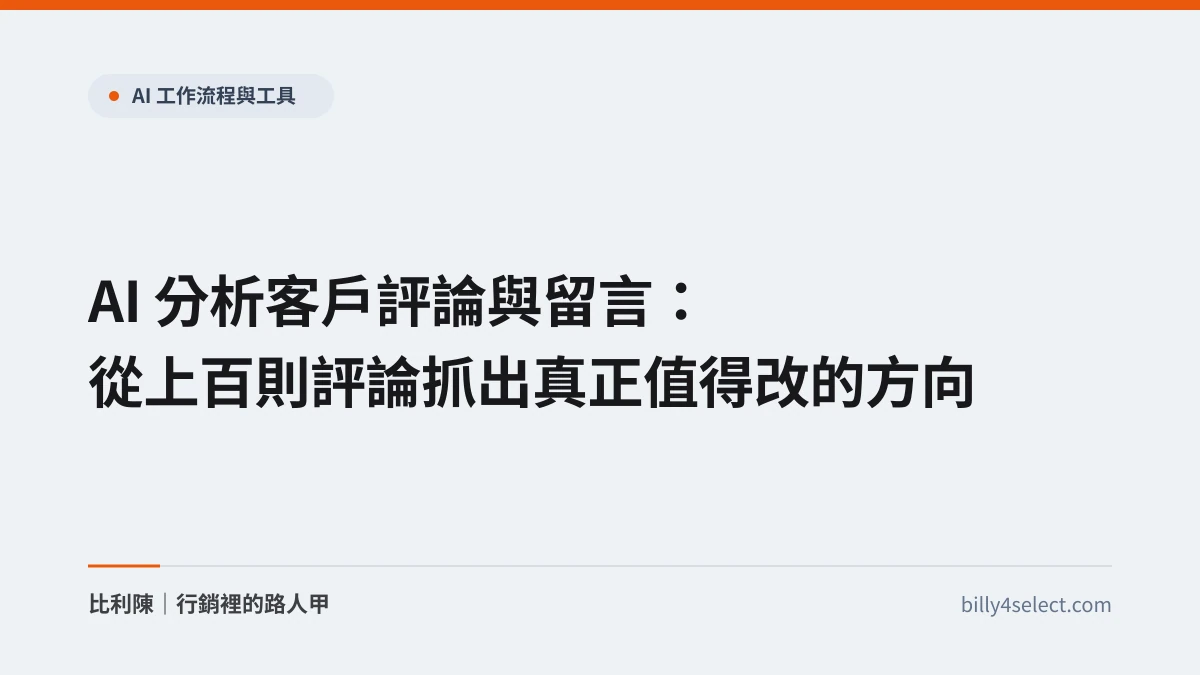 AI 工作流程與工具
AI 分析客戶評論與留言：
從上百則評論抓出真正值得改的方向
比利陳｜行銷裡的路人甲
billy4select.com